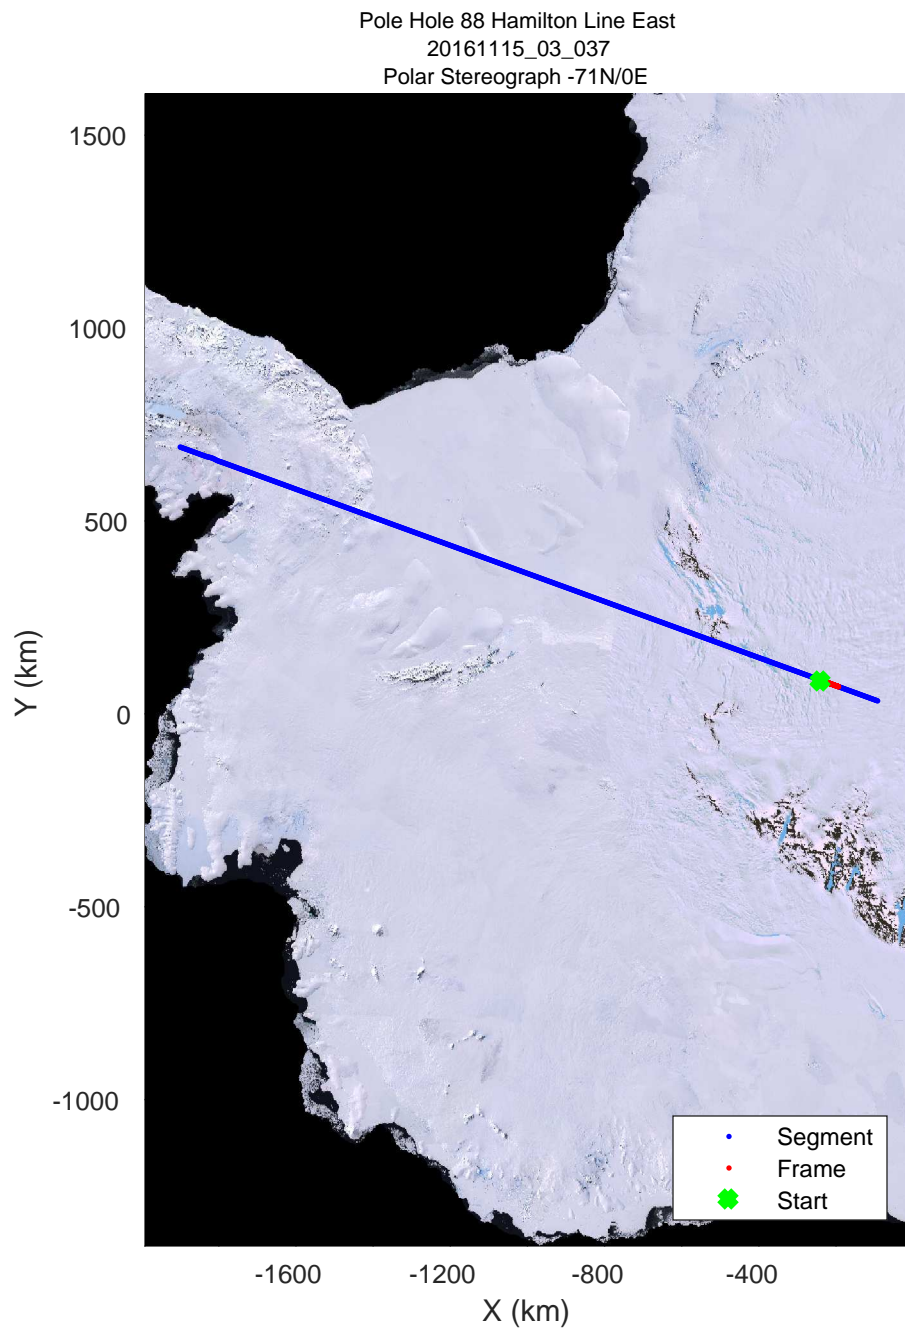 Pole Hole 88 Hamilton Line East
20161115_03_037
Polar Stereograph -71N/0E
1500
1000
500
0
-500
-1000
Y (km)
-1600
-1200
-800
-400
X (km)
Segment
Frame
Start